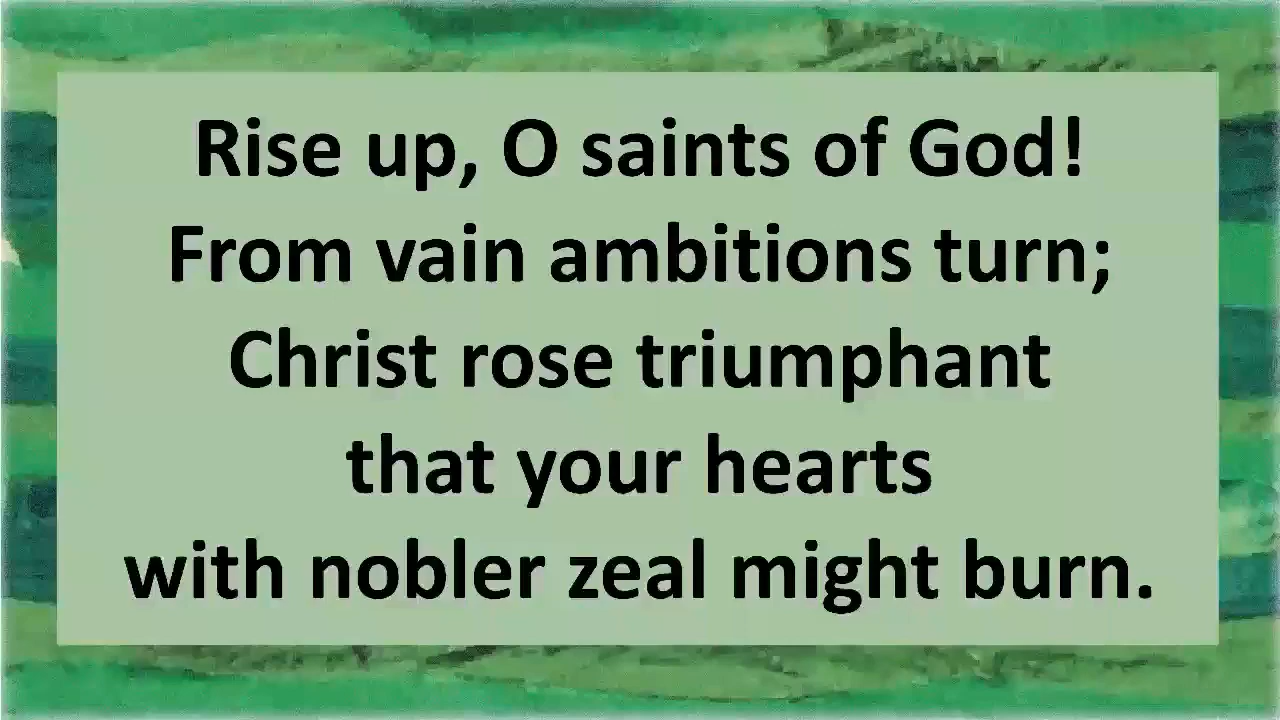 Rise up, O saints of God!
From vain ambitions turn;
Christ rose triumphant
that your hearts
with nobler zeal might burn.